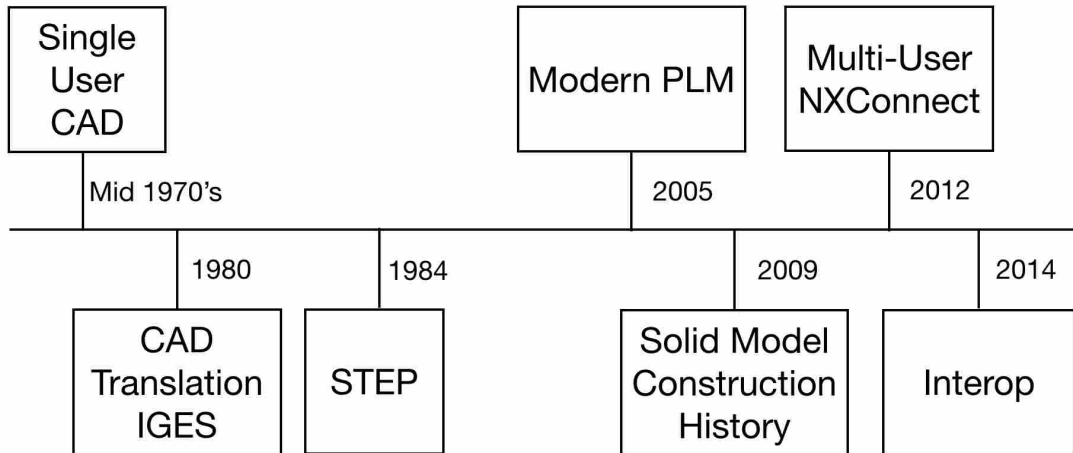 Single
User
CAD
Modern PLM
Multi-User
NXConnect
Mid 1970's
2005
2012
1980
1984
2009
2014
CAD
Translation
IGES
STEP
Solid Model
Construction
History
Interop